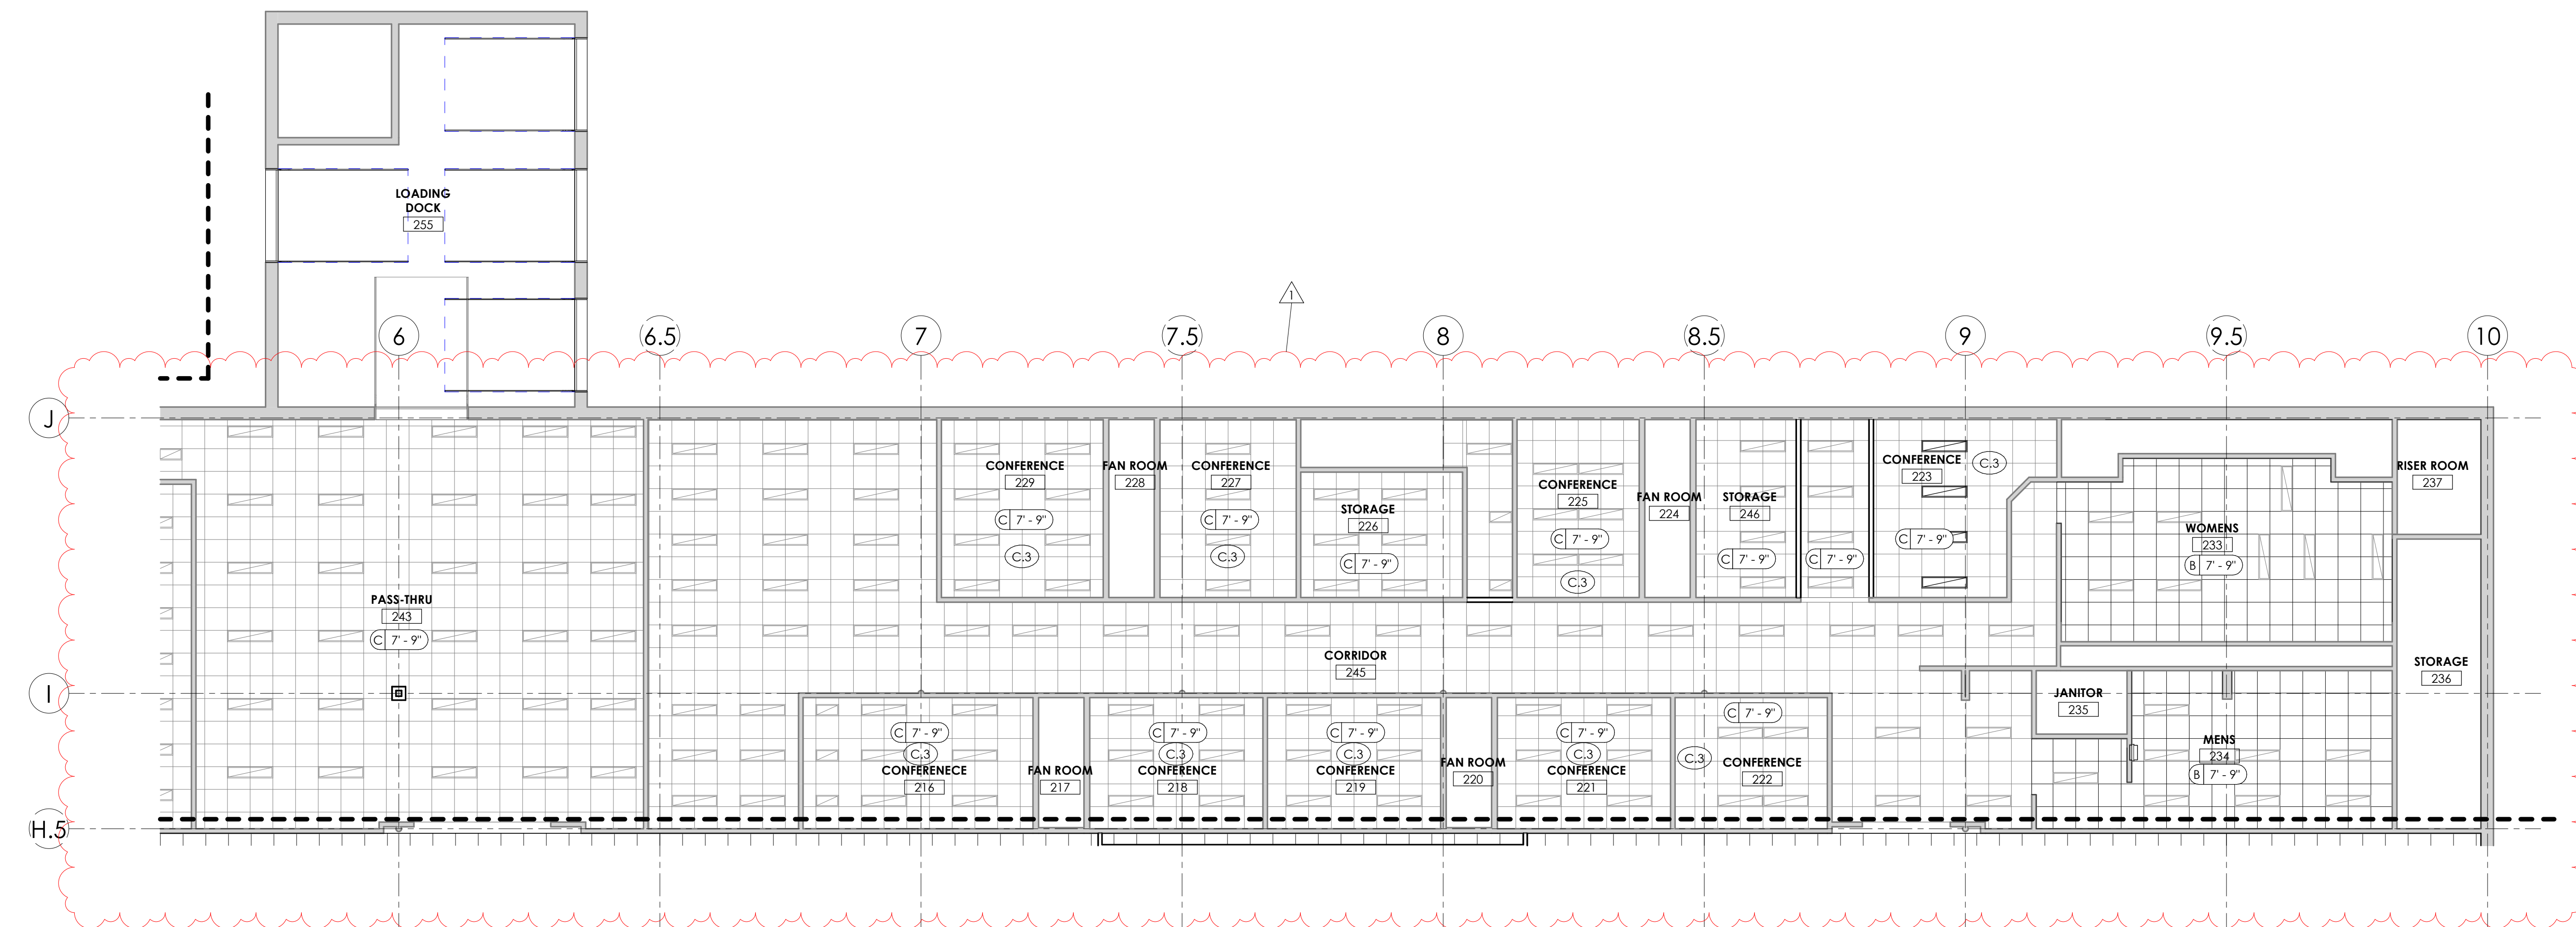 LOADING
DOCK
255
1
6
6.5
7
7.5
8
8.5
9
9.5
10
J
CONFERENCE
229
C 7' - 9"
C.3
FAN ROOM
228
CONFERENCE
227
C 7' - 9"
C.3
STORAGE
226
C 7' - 9"
CONFERENCE
225
C 7' - 9"
C.3
FAN ROOM
224
STORAGE
246
C 7' - 9"
C 7' - 9"
CONFERENCE
223
C.3
C 7' - 9"
WOMENS
233
B 7' - 9"
RISER ROOM
237
PASS-THRU
243
C 7' - 9"
CORRIDOR
245
STORAGE
236
I
C 7' - 9"
C.3
CONFERENECE
216
FAN ROOM
217
C 7' - 9"
C.3
CONFERENCE
218
C 7' - 9"
C.3
CONFERENCE
219
FAN ROOM
220
C 7' - 9"
C.3
CONFERENCE
221
C 7' - 9"
C.3
CONFERENCE
222
JANITOR
235
MENS
234
B 7' - 9"
H.5